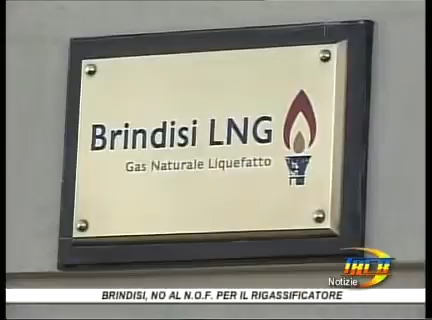 Brindisi LNG
Gas Naturale Liquefatto
Notizie
BRINDISI, NO AL N.O.F. PER IL RIGASSIFICATORE